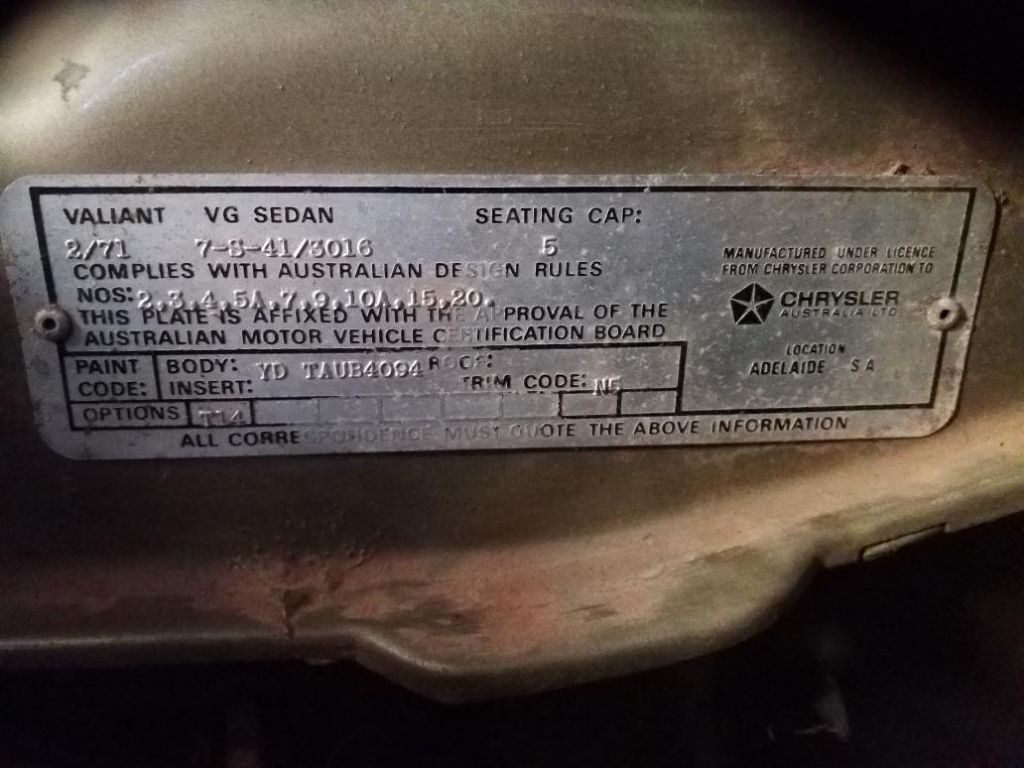 VALIANT VG SEDAN SEATING CAP:
2/71 7-S-41/3016 5
COMPLIES WITH AUSTRALIAN DESIGN RULES
NOS: 2,3,4,5A,7,9,10A,15,20.
THIS PLATE IS AFFIXED WITH THE APPROVAL OF THE
AUSTRALIAN MOTOR VEHICLE CERTIFICATION BOARD
MANUFACTURED UNDER LICENCE
FROM CHRYSLER CORPORATION TO
CHRYSLER
AUSTRALIA LTD
LOCATION
ADELAIDE S A
PAINT BODY: YD TAUB4094 ROOF:
CODE: INSERT: TRIM CODE: N5
OPTIONS T14
ALL CORRESPONDENCE MUST QUOTE THE ABOVE INFORMATION